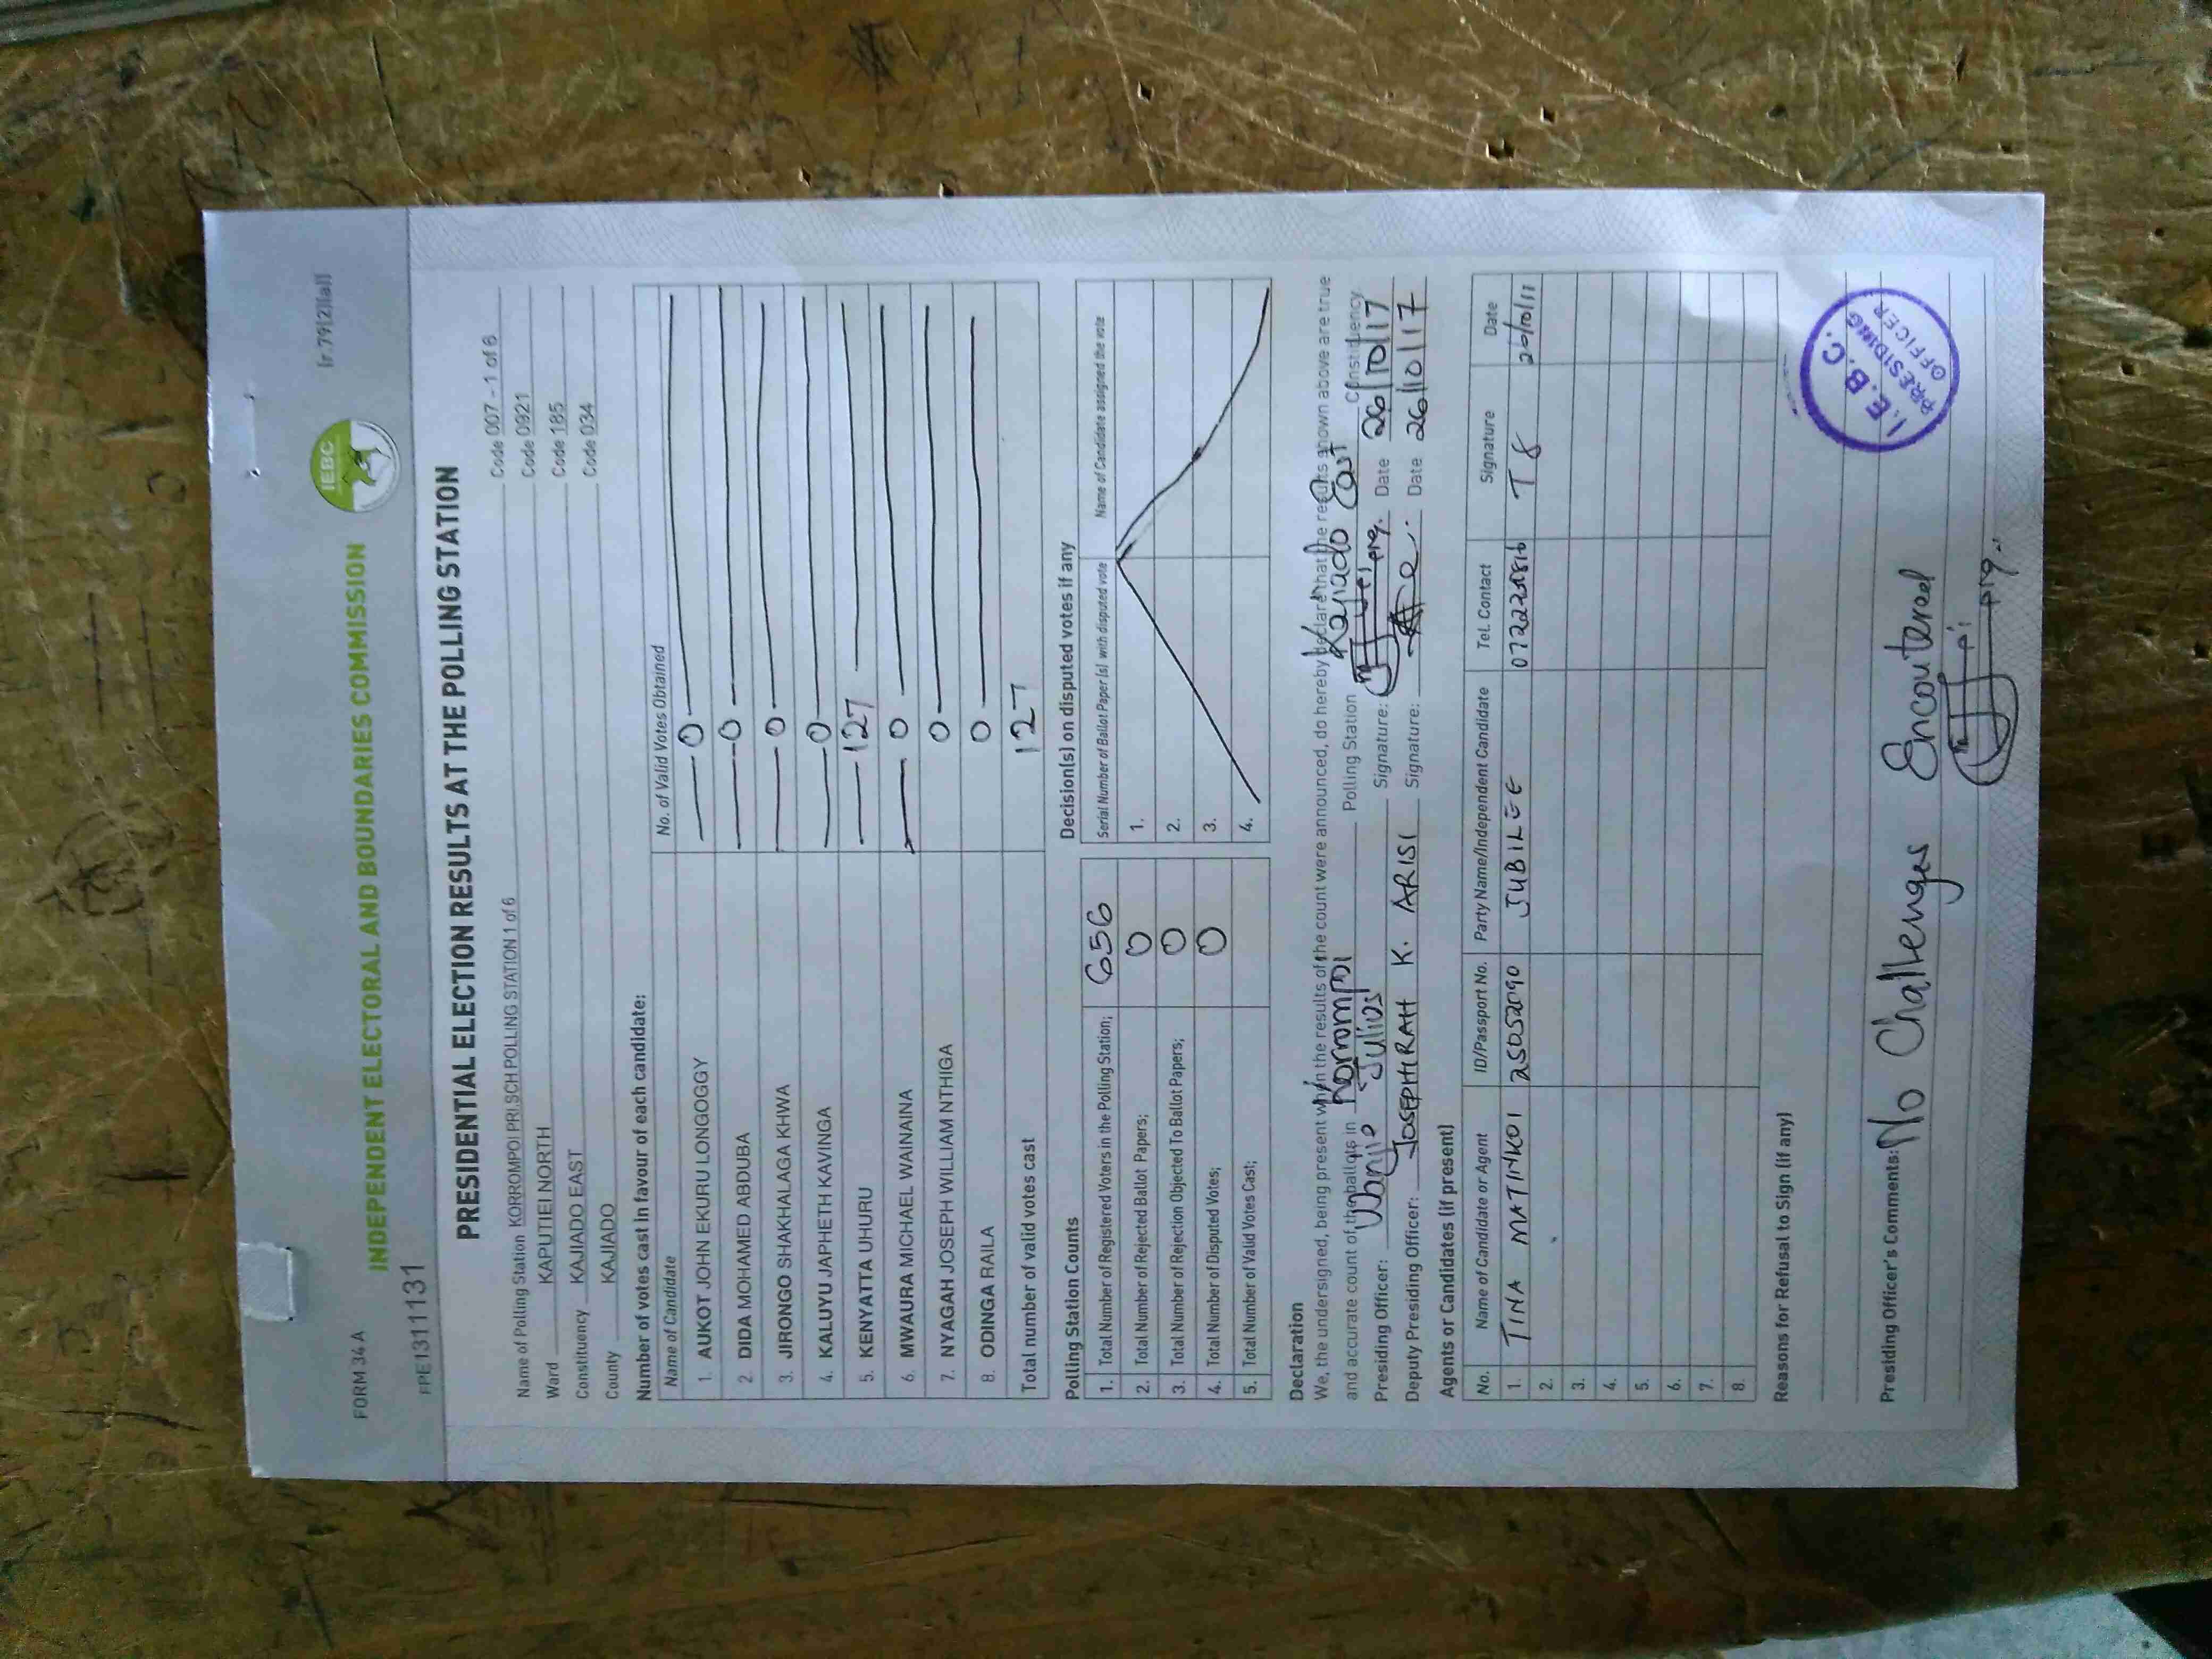 FORM 34 A
(r.79(2)(a))
IEBC
INDEPENDENT ELECTORAL AND BOUNDARIES COMMISSION
PPE1311131
PRESIDENTIAL ELECTION RESULTS AT THE POLLING STATION
Name of Polling Station KORROMPOI PRI.SCH POLLING STATION 1 of 6 Code 007 - 1 of 6
Ward KAPUTIEI NORTH Code 0921
Constituency KAJIADO EAST Code 185
County KAJIADO Code 034
Number of votes cast in favour of each candidate:
Name of Candidate No. of Valid Votes Obtained
1. AUKOT JOHN EKURU LONGOGGY 0
2. DIDA MOHAMED ABDUBA 0
3. JIRONGO SHAKHALAGA KHWA 0
4. KALUYU JAPHETH KAVINGA 0
5. KENYATTA UHURU 127
6. MWAURA MICHAEL WAINAINA 0
7. NYAGAH JOSEPH WILLIAM NTHIGA 0
8. ODINGA RAILA 0
Total number of valid votes cast 127
Polling Station Counts
1. Total Number of Registered Voters in the Polling Station; 656
2. Total Number of Rejected Ballot Papers; 0
3. Total Number of Rejection Objected To Ballot Papers; 0
4. Total Number of Disputed Votes; 0
5. Total Number of Valid Votes Cast;
Decision(s) on disputed votes if any
Serial Number of Ballot Paper (s) with disputed vote Name of Candidate assigned the vote
1.
2.
3.
4.
Declaration
We, the undersigned, being present when the results of the count were announced, do hereby declare that the results shown above are true
and accurate count of the ballots in Korrompoi Polling Station Kajiado East Constituency
Presiding Officer: Wanjio Julius Signature: Date 26/10/17
Deputy Presiding Officer: JOSEPHIRAH K. ARISI Signature: Date 26/10/17
Agents or Candidates (if present)
No. Name of Candidate or Agent ID/Passport No. Party Name/Independent Candidate Tel. Contact Signature Date
1. TINA MATINKOI 25052090 JUBILEE T 8
2.
3.
4.
5.
6.
7.
8.
Reasons for Refusal to Sign (if any)
I.E.B.C.
PRESIDING
OFFICER
Presiding Officer's Comments: No Challenges Encoutered